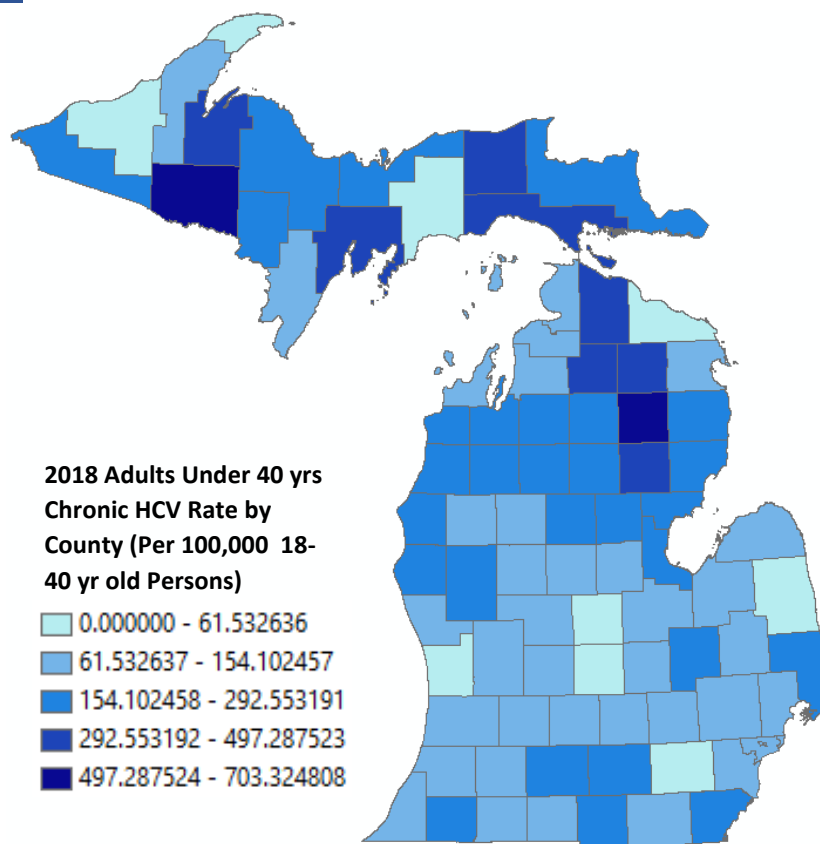 2018 Adults Under 40 yrs
Chronic HCV Rate by
County (Per 100,000  18-
40 yr old Persons)
0.000000 - 61.532636
61.532637 - 154.102457
154.102458 - 292.553191
292.553192 - 497.287523
497.287524 - 703.324808